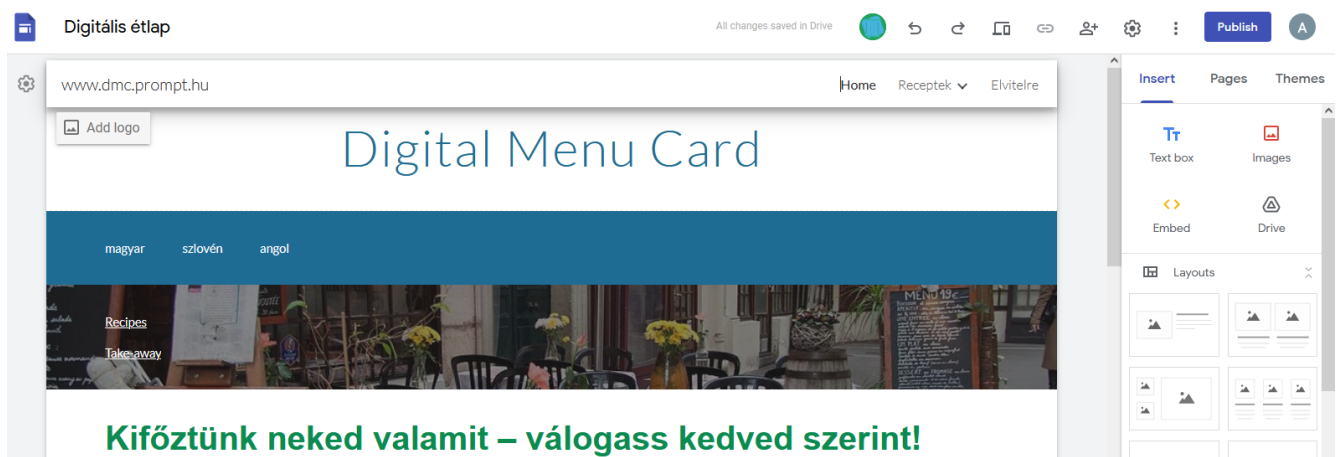 Digitális étlap
All changes saved in Drive
Publish
A
www.dmc.prompt.hu
Home Receptek Elvitelre
Add logo
Digital Menu Card
magyar szlovén angol
Recipes
Take-away
MENU 19€
Kifőztünk neked valamit – válogass kedved szerint!
Insert Pages Themes
Text box Images
Embed Drive
Layouts